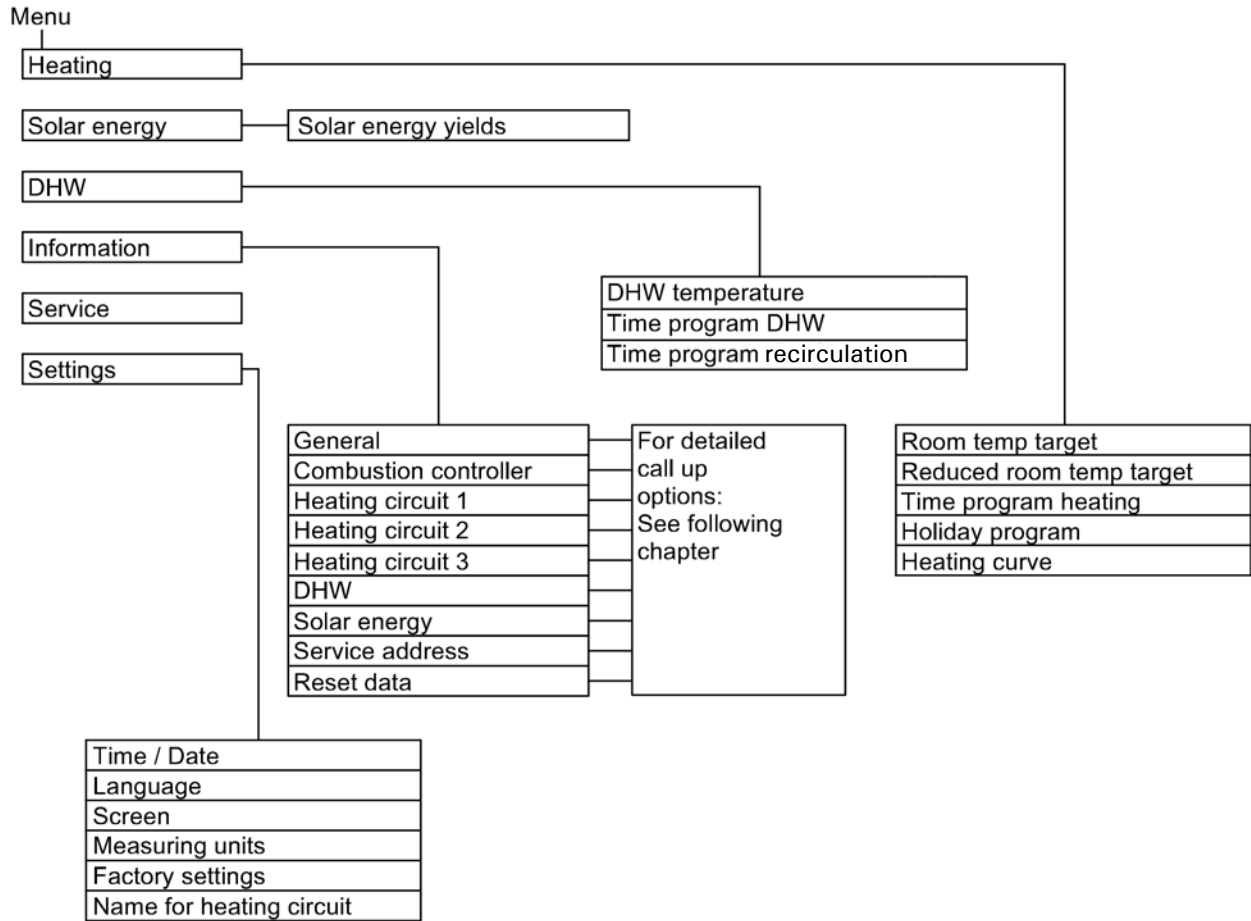 Menu
Heating
Solar energy
Solar energy yields
DHW
Information
Service
Settings
DHW temperature
Time program DHW
Time program recirculation
General
Combustion controller
Heating circuit 1
Heating circuit 2
Heating circuit 3
DHW
Solar energy
Service address
Reset data
For detailed
call up
options:
See following
chapter
Room temp target
Reduced room temp target
Time program heating
Holiday program
Heating curve
Time / Date
Language
Screen
Measuring units
Factory settings
Name for heating circuit